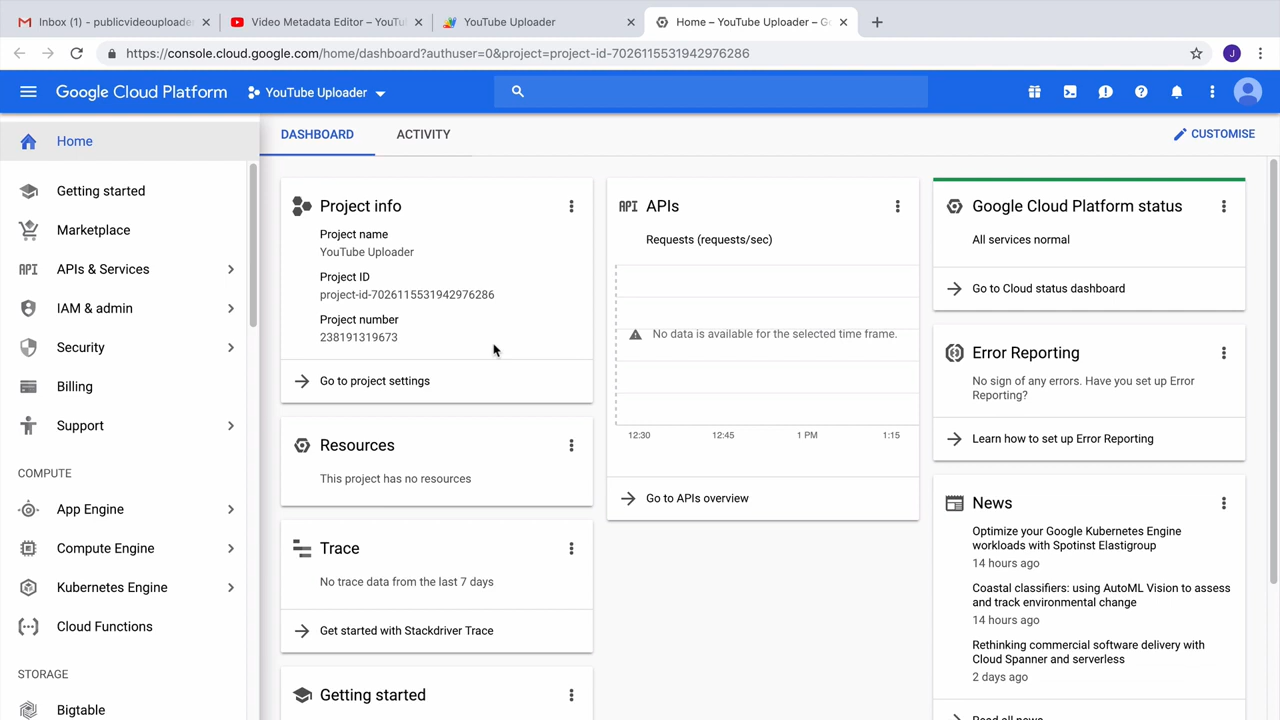 Inbox (1) - publicvideouploade
Video Metadata Editor – YouTu
YouTube Uploader
Home – YouTube Uploader – G
https://console.cloud.google.com/home/dashboard?authuser=0&project=project-id-7026115531942976286
J
Google Cloud Platform
YouTube Uploader
Home
DASHBOARD
ACTIVITY
CUSTOMISE
Getting started
Marketplace
API
APIs & Services
IAM & admin
Security
Billing
Support
COMPUTE
App Engine
Compute Engine
Kubernetes Engine
Cloud Functions
STORAGE
Bigtable
Project info
Project name
YouTube Uploader
Project ID
project-id-7026115531942976286
Project number
238191319673
Go to project settings
Resources
This project has no resources
Trace
No trace data from the last 7 days
Get started with Stackdriver Trace
Getting started
API APIs
Requests (requests/sec)
No data is available for the selected time frame.
12:30 12:45 1 PM 1:15
Go to APIs overview
Google Cloud Platform status
All services normal
Go to Cloud status dashboard
Error Reporting
No sign of any errors. Have you set up Error
Reporting?
Learn how to set up Error Reporting
News
Optimize your Google Kubernetes Engine
workloads with Spotinst Elastigroup
14 hours ago
Coastal classifiers: using AutoML Vision to assess
and track environmental change
14 hours ago
Rethinking commercial software delivery with
Cloud Spanner and serverless
2 days ago
Read all news